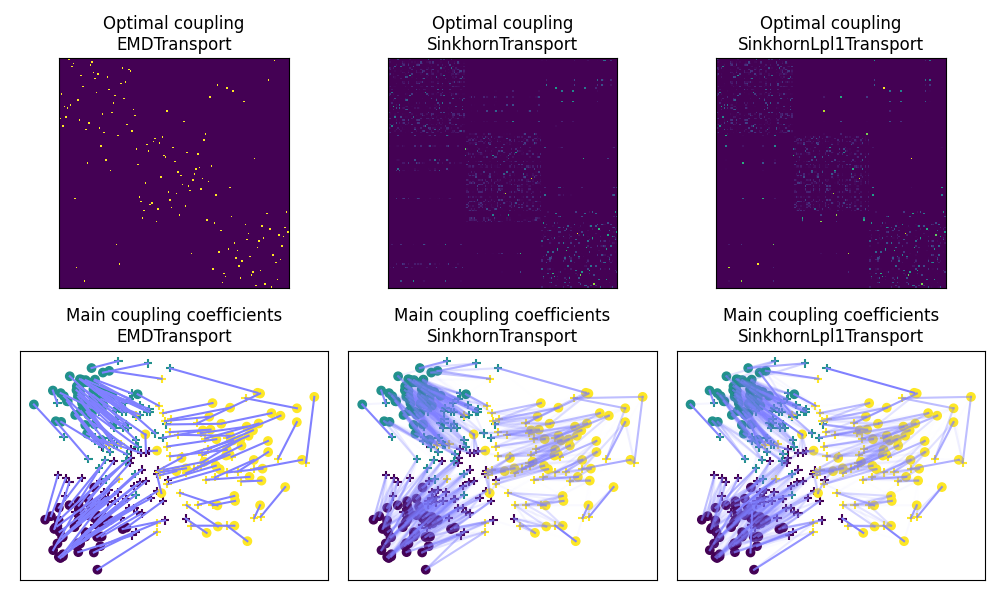 Optimal coupling
EMDTransport
Optimal coupling
SinkhornTransport
Optimal coupling
SinkhornLpl1Transport
Main coupling coefficients
EMDTransport
Main coupling coefficients
SinkhornTransport
Main coupling coefficients
SinkhornLpl1Transport